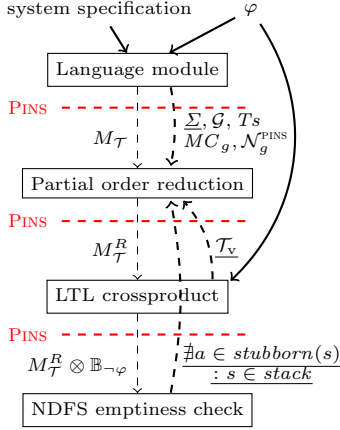 system specification φ
Language module
PINS
Σ, 𝒢, Ts
M_𝒯 MC_g, 𝒩_g^PINS
Partial order reduction
PINS
M_𝒯^R 𝒯_v
LTL crossproduct
PINS
∄a ∈ stubborn(s)
M_𝒯^R ⊗ 𝔹_¬φ : s ∈ stack
NDFS emptiness check